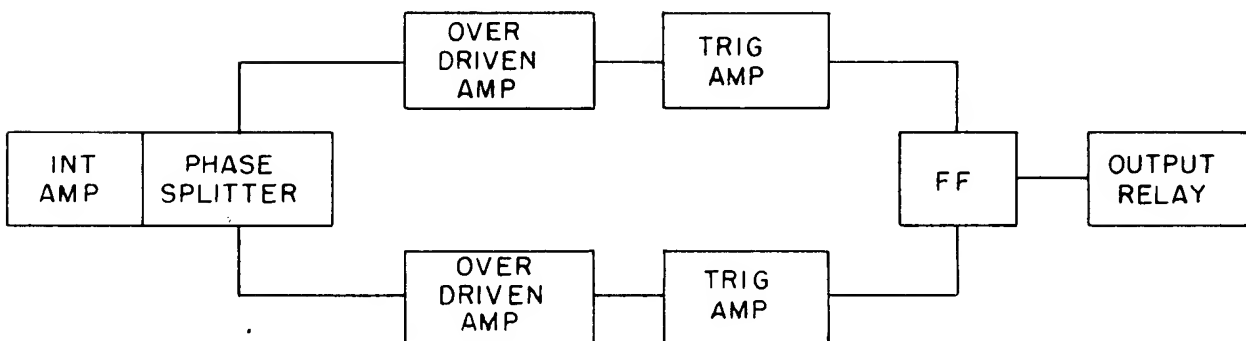 INT
AMP
PHASE
SPLITTER
OVER
DRIVEN
AMP
TRIG
AMP
OVER
DRIVEN
AMP
TRIG
AMP
FF
OUTPUT
RELAY